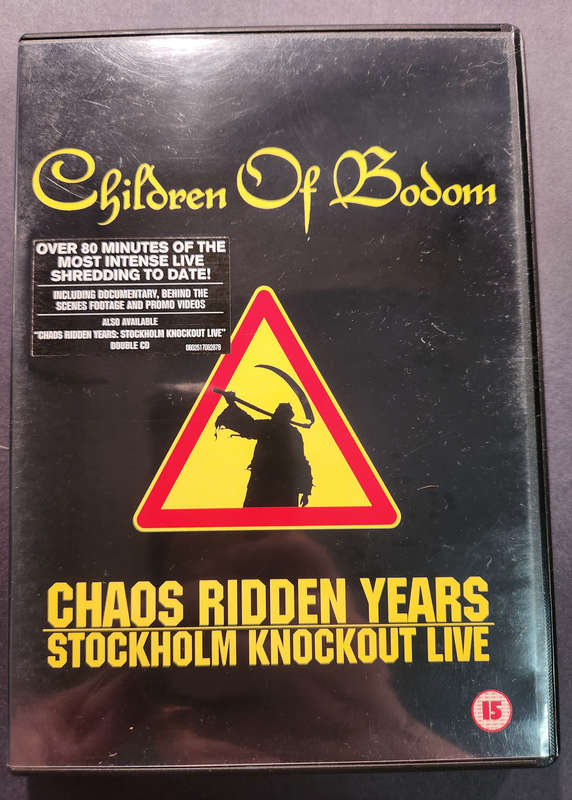 Children Of Bodom
OVER 80 MINUTES OF THE
MOST INTENSE LIVE
SHREDDING TO DATE!
INCLUDING DOCUMENTARY, BEHIND THE
SCENES FOOTAGE AND PROMO VIDEOS
ALSO AVAILABLE
"CHAOS RIDDEN YEARS: STOCKHOLM KNOCKOUT LIVE"
DOUBLE CD
CHAOS RIDDEN YEARS
STOCKHOLM KNOCKOUT LIVE
15